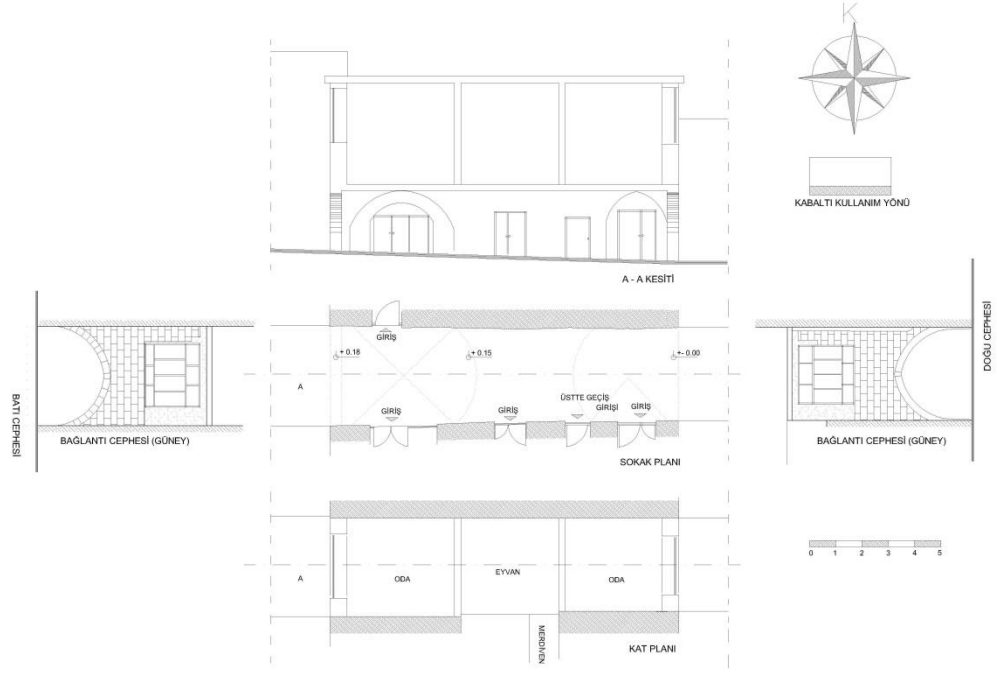 K
KABALTI KULLANIM YÖNÜ
A - A KESİTİ
GİRİŞ
+ 0.18
+ 0.15
+- 0.00
A
GİRİŞ
GİRİŞ
ÜSTTE GEÇİŞ
GİRİŞİ
GİRİŞ
SOKAK PLANI
BATI CEPHESİ
BAĞLANTI CEPHESİ (GÜNEY)
DOĞU CEPHESİ
BAĞLANTI CEPHESİ (GÜNEY)
A
ODA
EYVAN
ODA
MERDİVEN
KAT PLANI
0 1 2 3 4 5